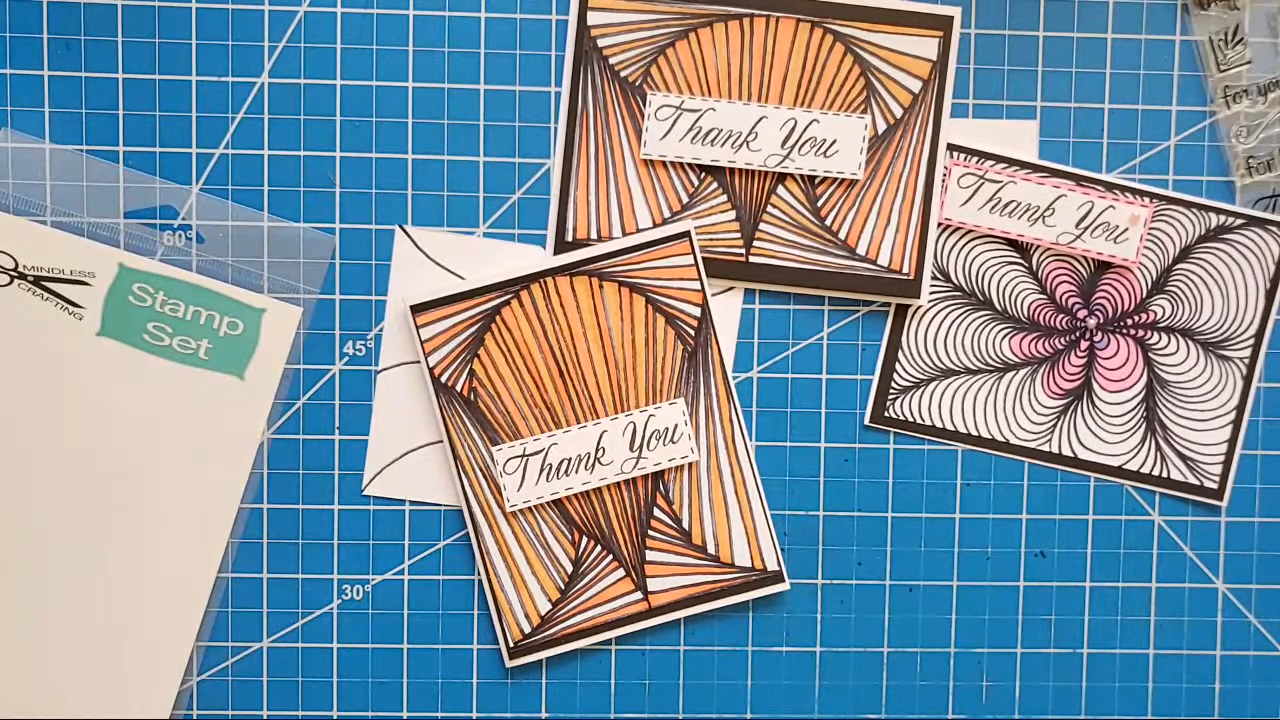 for you
Thank You
Thank You
60°
MINDLESS
CRAFTING
Stamp
Set
45°
Thank You
30°